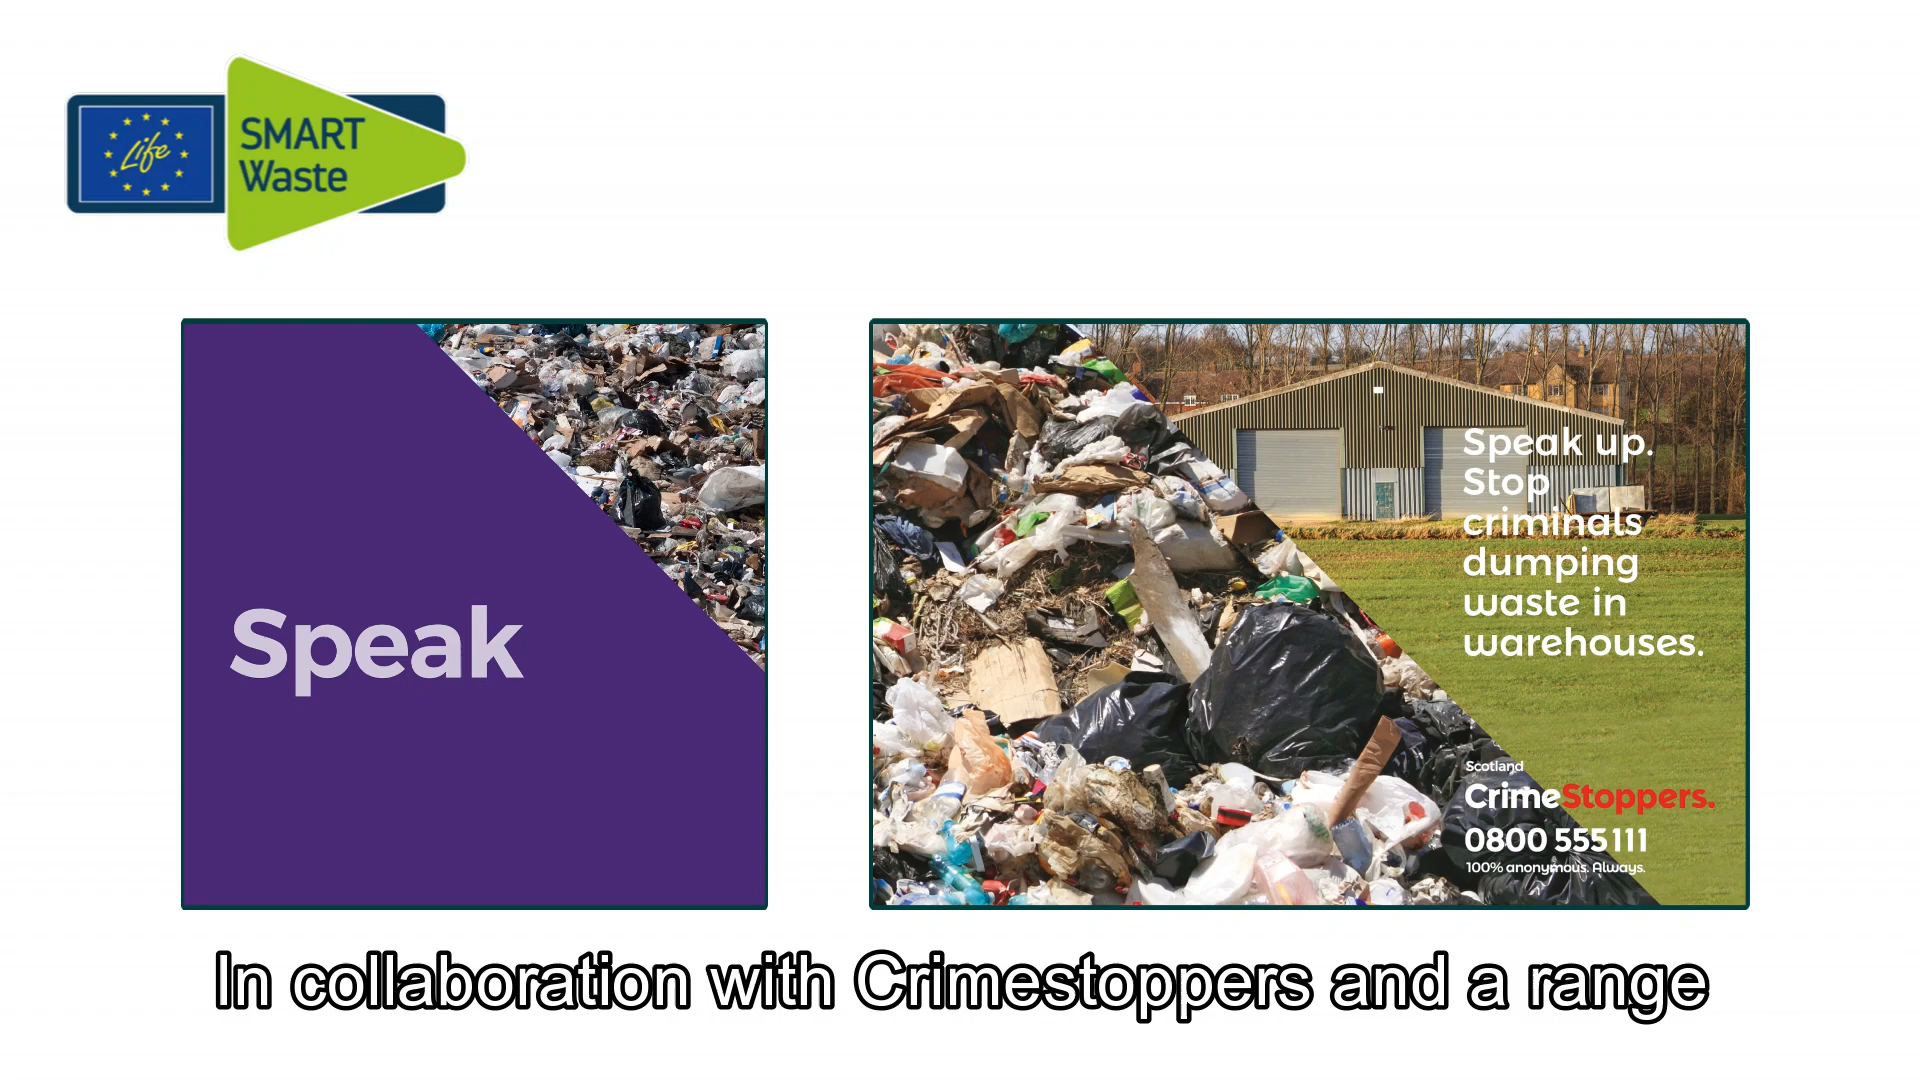 Life
SMART
Waste
Speak
Speak up.
Stop
criminals
dumping
waste in
warehouses.
Scotland
CrimeStoppers.
0800 555 111
100% anonymous. Always.
In collaboration with Crimestoppers and a range